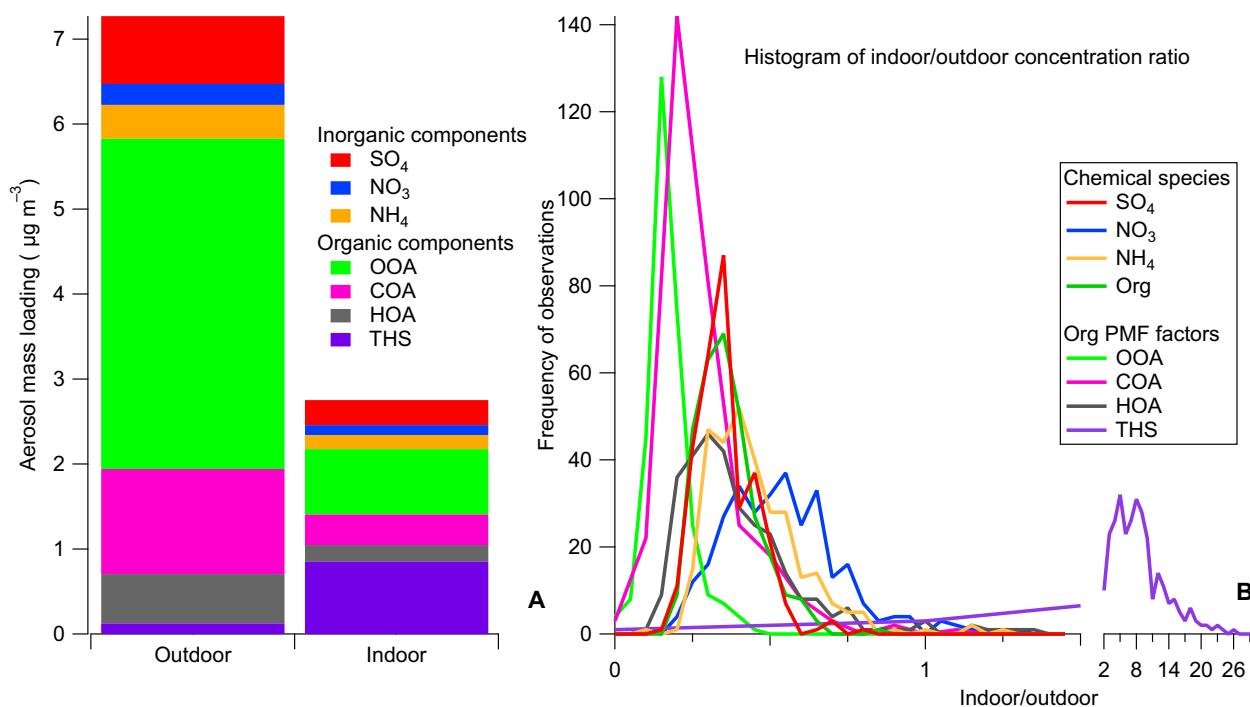 7
6
5
4
3
2
1
0
Aerosol mass loading ( µg m⁻³)
Outdoor
Indoor
Inorganic components
SO₄
NO₃
NH₄
Organic components
OOA
COA
HOA
THS
A
140
120
100
80
60
40
20
0
Frequency of observations
Histogram of indoor/outdoor concentration ratio
Chemical species
SO₄
NO₃
NH₄
Org
Org PMF factors
OOA
COA
HOA
THS
B
0 1 2 8 14 20 26
Indoor/outdoor